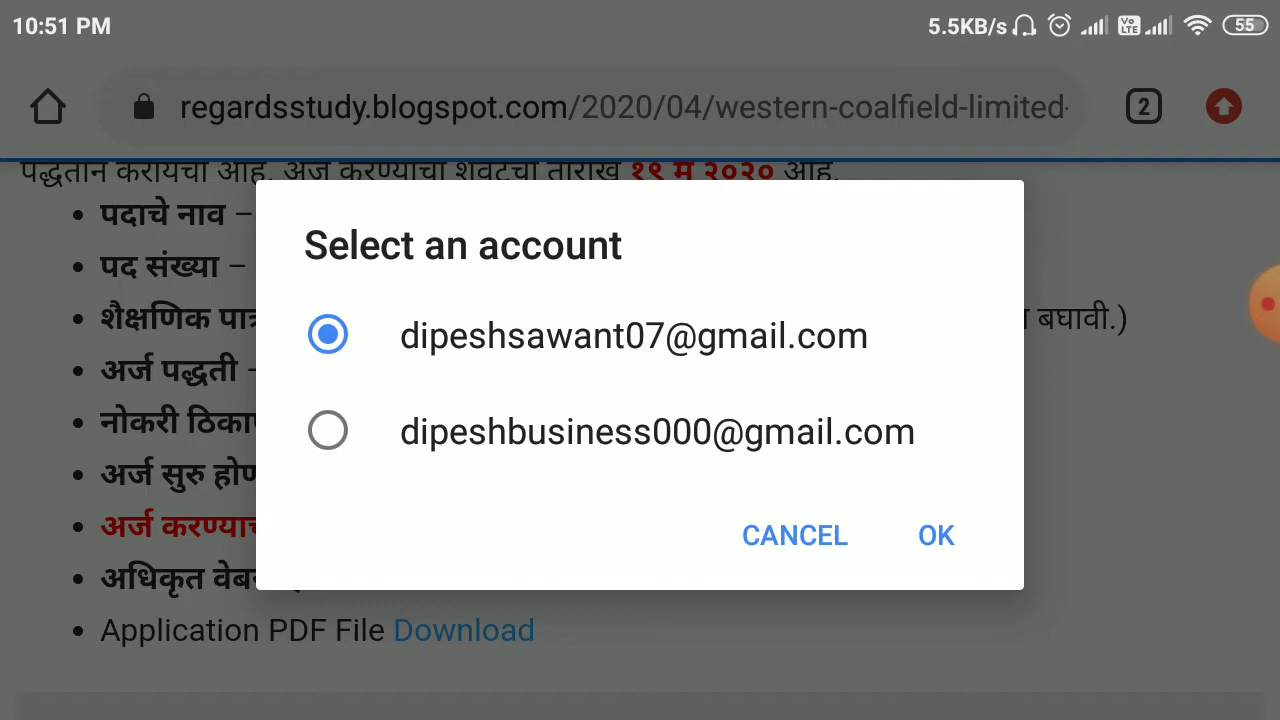 10:51 PM 5.5KB/s Vo LTE 55
regardsstudy.blogspot.com/2020/04/western-coalfield-limited-
2
पद्धतीने करायचा आहे. अर्ज करण्याची शेवटची तारीख १९ मे २०२० आहे.
• पदाचे नाव –
• पद संख्या –
• शैक्षणिक बघावी.)
• अर्ज पद्धती –
• नोकरी
• अर्ज सुरु
• अर्ज
• अधिकृत
Select an account
dipeshsawant07@gmail.com
dipeshbusiness000@gmail.com
CANCEL OK
• Application PDF File Download